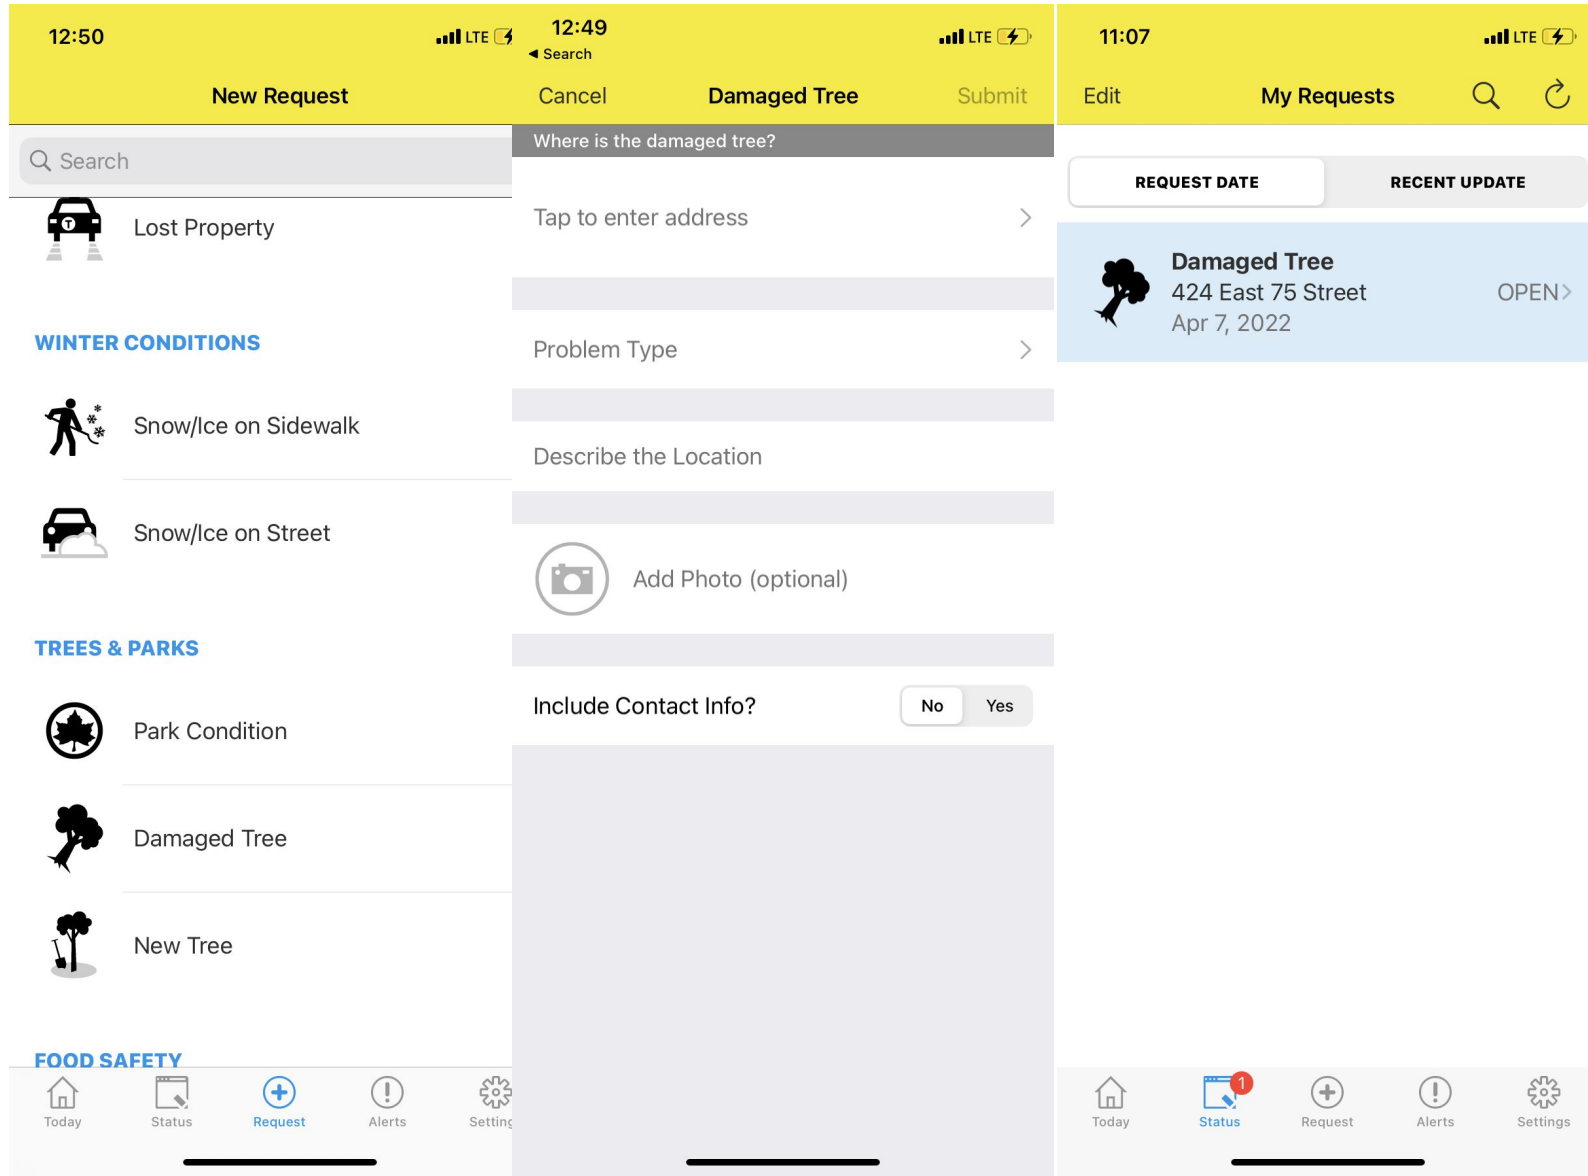 12:50
LTE
New Request
Search
Lost Property
WINTER CONDITIONS
Snow/Ice on Sidewalk
Snow/Ice on Street
TREES & PARKS
Park Condition
Damaged Tree
New Tree
FOOD SAFETY
Today
Status
Request
Alerts
Setting
12:49
◀ Search
LTE
Cancel
Damaged Tree
Submit
Where is the damaged tree?
Tap to enter address
Problem Type
Describe the Location
Add Photo (optional)
Include Contact Info?
No
Yes
11:07
LTE
Edit
My Requests
REQUEST DATE
RECENT UPDATE
Damaged Tree
424 East 75 Street
OPEN
Apr 7, 2022
1
Today
Status
Request
Alerts
Settings